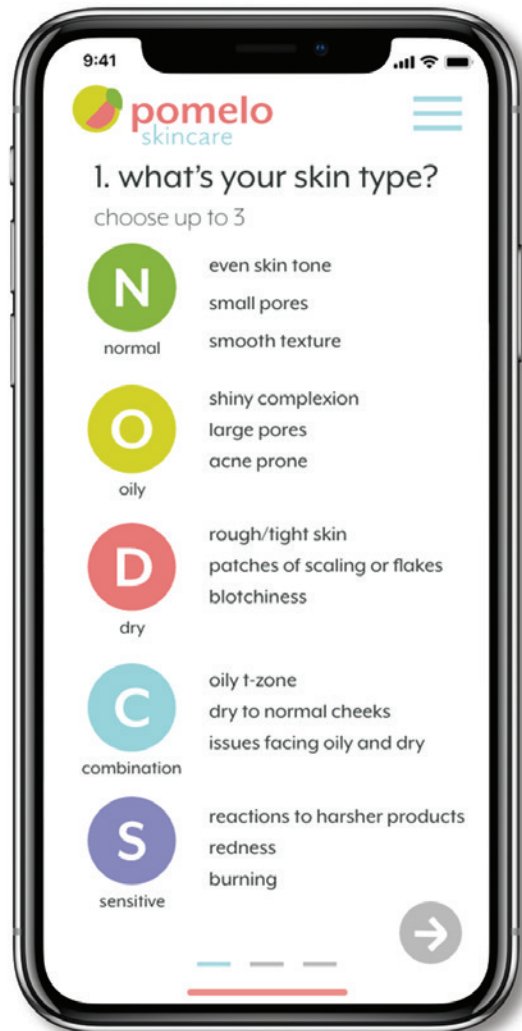 9:41
pomelo
skincare
1. what's your skin type?
choose up to 3
N
normal
even skin tone
small pores
smooth texture
O
oily
shiny complexion
large pores
acne prone
D
dry
rough/tight skin
patches of scaling or flakes
blotchiness
C
combination
oily t-zone
dry to normal cheeks
issues facing oily and dry
S
sensitive
reactions to harsher products
redness
burning